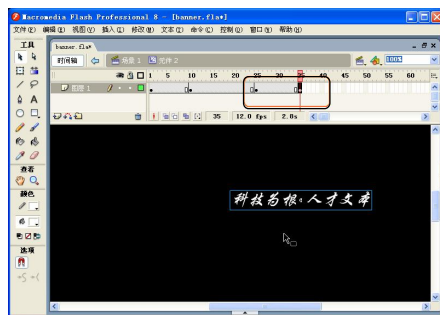 Macromedia Flash Professional 8 - [banner.fla*]
文件(F) 编辑(E) 视图(V) 插入(I) 修改(M) 文本(T) 命令(C) 控制(O) 窗口(W) 帮助(H)
工具
banner.fla*
时间轴 场景 1 元件 2 100%
1 5 10 15 20 25 30 35 40 45 50 55 60
图层 1
35 12.0 fps 2.8s
查看
颜色
选项
科技为根，人才文本